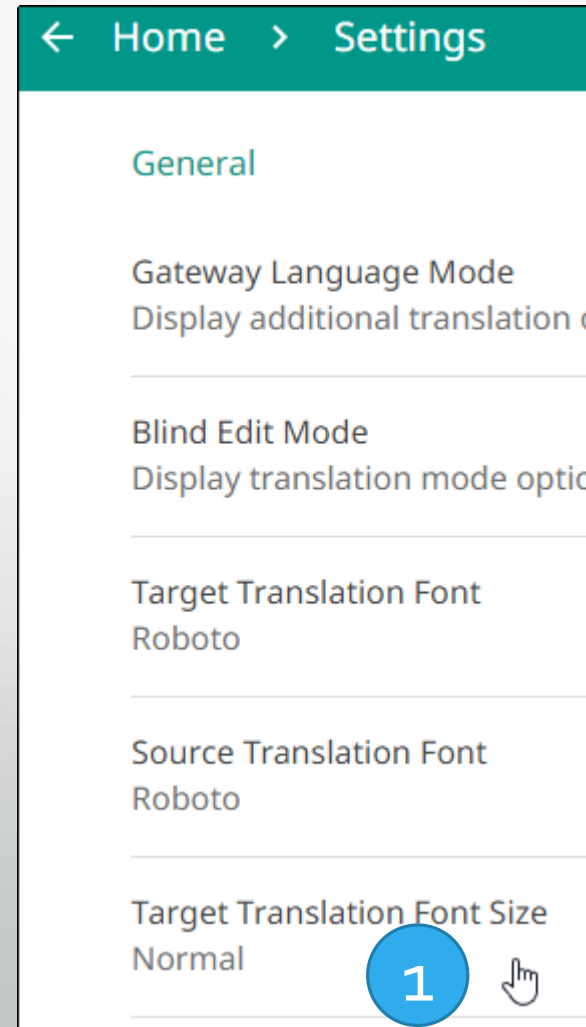 ← Home > Settings
General
Gateway Language Mode
Display additional translation
Blind Edit Mode
Display translation mode
Target Translation Font
Roboto
Source Translation Font
Roboto
Target Translation Font Size
Normal
1